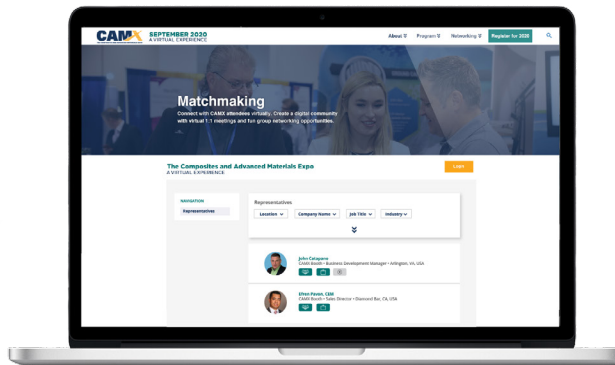 CAMX
SEPTEMBER 2020
A VIRTUAL EXPERIENCE
About Program Networking Register for 2020
Matchmaking
Connect with CAMX attendees virtually. Create a digital community
with virtual 1:1 meetings and fun group networking opportunities.
The Composites and Advanced Materials Expo
A VIRTUAL EXPERIENCE
Login
NAVIGATION
Representatives
Representatives
Location Company Name Job Title Industry
John Catapano
CAMX Booth • Business Development Manager • Arlington, VA, USA
Efren Pavon, CEM
CAMX Booth • Sales Director • Diamond Bar, CA, USA